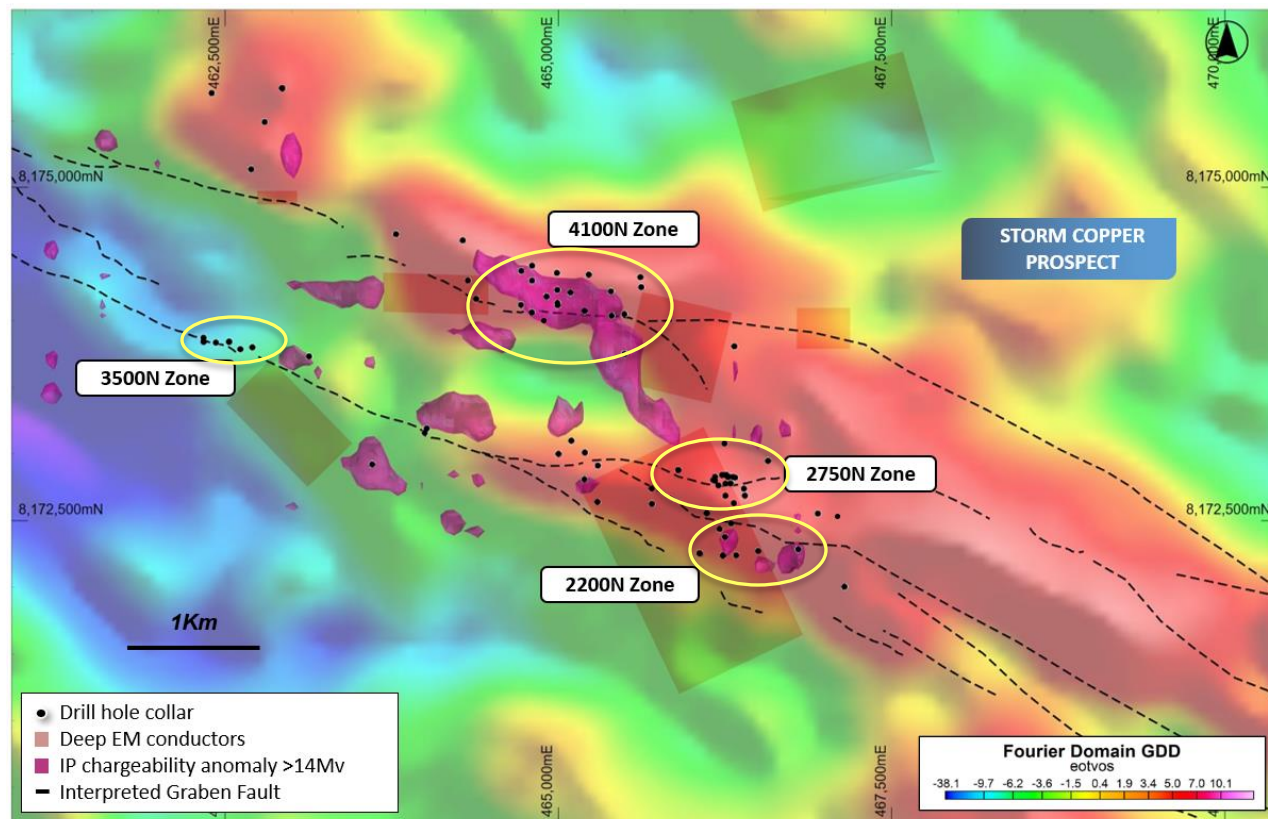 462,500mE
465,000mE
467,500mE
470,000mE
8,175,000mN
8,175,000mN
4100N Zone
STORM COPPER
PROSPECT
3500N Zone
2750N Zone
8,172,500mN
8,172,500mN
2200N Zone
1Km
Drill hole collar
Deep EM conductors
IP chargeability anomaly >14Mv
Interpreted Graben Fault
465,000mE
467,500mE
Fourier Domain GDD
eotvos
-38.1 -9.7 -6.2 -3.6 -1.5 0.4 1.9 3.4 5.0 7.0 10.1